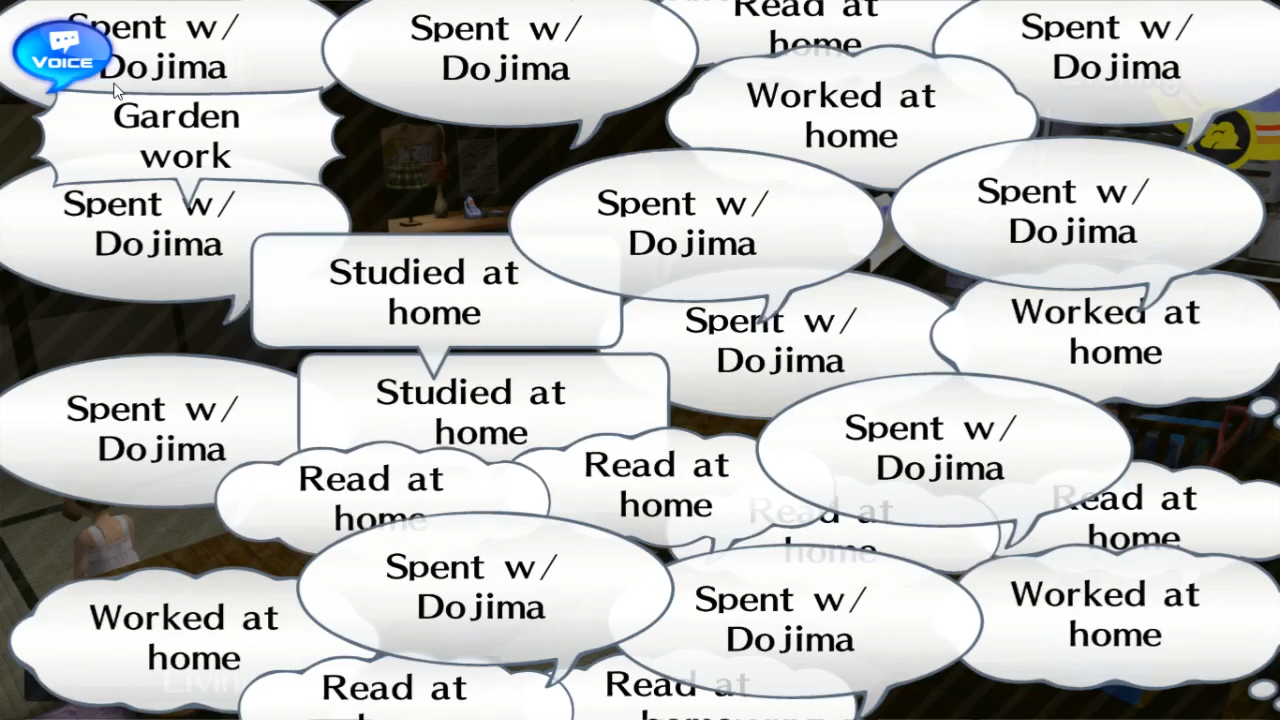 Spent w/
Dojima
VOICE
Spent w/
Dojima
Read at
home
Spent w/
Dojima
Worked at
home
Garden
work
Spent w/
Dojima
Spent w/
Dojima
Spent w/
Dojima
Studied at
home
Spent w/
Dojima
Worked at
home
Spent w/
Dojima
Studied at
home
Spent w/
Dojima
Read at
home
Read at
home
Read at
home
Read at
home
Spent w/
Dojima
Spent w/
Dojima
Worked at
home
Worked at
home
Read at
Read at